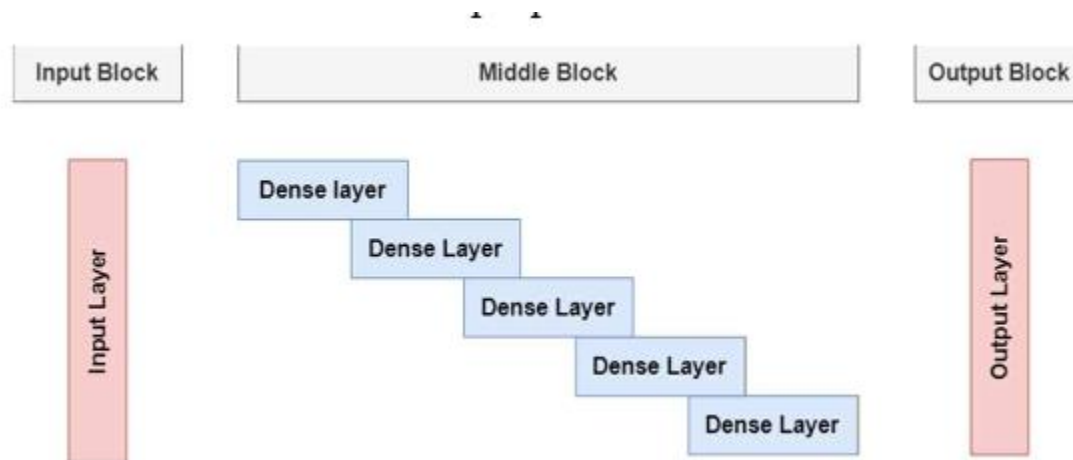 Input Block
Middle Block
Output Block
Input Layer
Dense layer
Dense Layer
Dense Layer
Dense Layer
Dense Layer
Output Layer